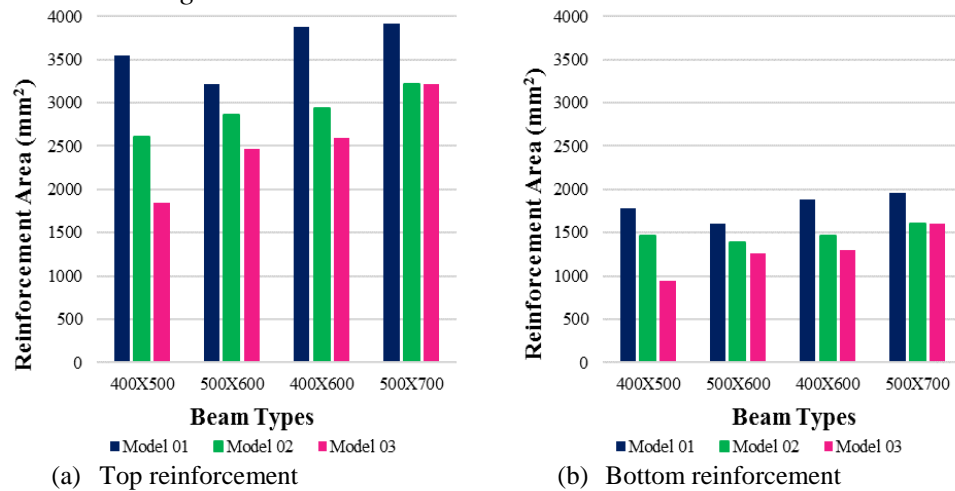 Reinforcement Area (mm²)
4000
3500
3000
2500
2000
1500
1000
500
0
400X500 500X600 400X600 500X700
Beam Types
Model 01 Model 02 Model 03
(a) Top reinforcement
Reinforcement Area (mm²)
4000
3500
3000
2500
2000
1500
1000
500
0
400X500 500X600 400X600 500X700
Beam Types
Model 01 Model 02 Model 03
(b) Bottom reinforcement